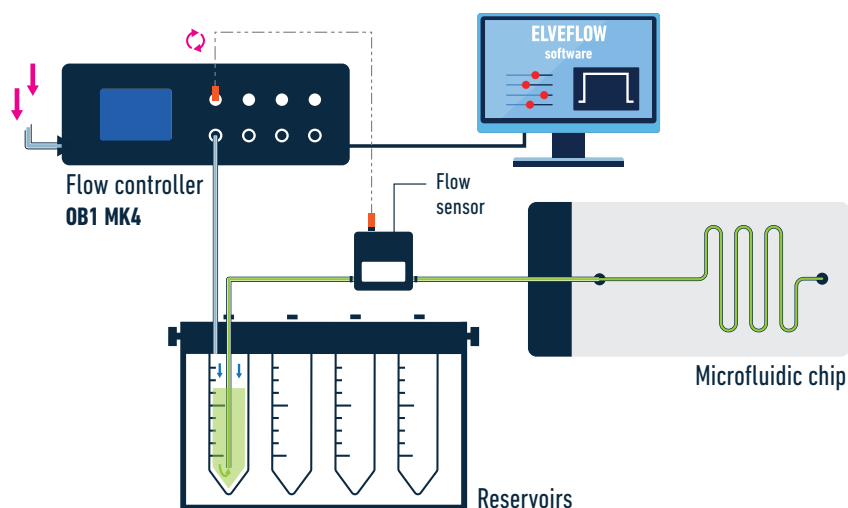 ELVEFLOW
software
Flow controller
OB1 MK4
Flow
sensor
Microfluidic chip
Reservoirs